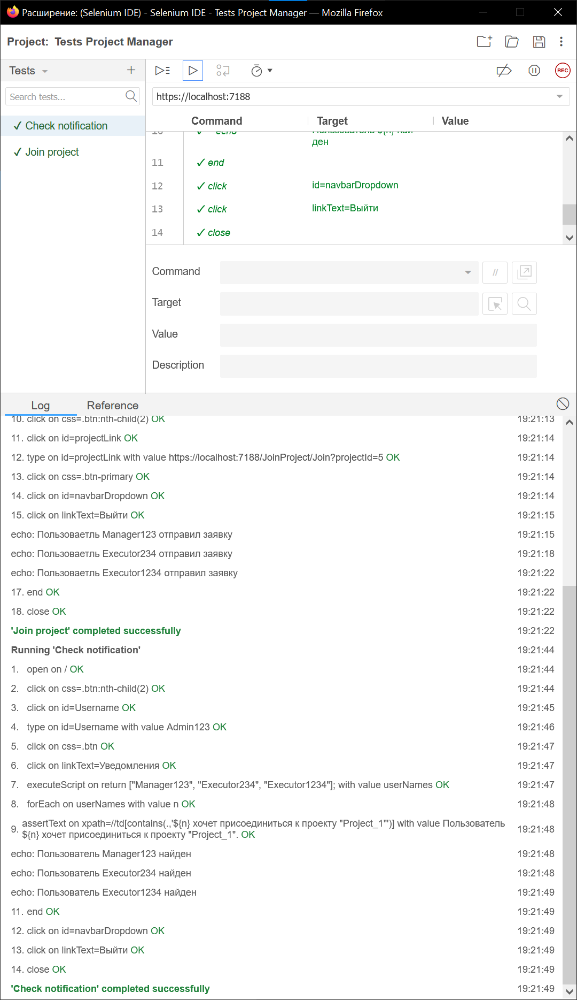 Расширение: (Selenium IDE) - Selenium IDE - Tests Project Manager — Mozilla Firefox
Project: Tests Project Manager
Tests
REC
Search tests...
https://localhost:7188
Command Target Value
✓ Check notification
✓ Join project
10 ✓ echo Пользователь ${n} най
ден
11 ✓ end
12 ✓ click id=navbarDropdown
13 ✓ click linkText=Выйти
14 ✓ close
Command //
Target
Value
Description
Log Reference
10. click on css=.btn:nth-child(2) OK 19:21:13
11. click on id=projectLink OK 19:21:14
12. type on id=projectLink with value https://localhost:7188/JoinProject/Join?projectId=5 OK 19:21:14
13. click on css=.btn-primary OK 19:21:14
14. click on id=navbarDropdown OK 19:21:14
15. click on linkText=Выйти OK 19:21:15
echo: Пользоваетль Manager123 отправил заявку 19:21:15
echo: Пользоваетль Executor234 отправил заявку 19:21:18
echo: Пользоваетль Executor1234 отправил заявку 19:21:22
17. end OK 19:21:22
18. close OK 19:21:22
'Join project' completed successfully 19:21:22
Running 'Check notification' 19:21:44
1. open on / OK 19:21:44
2. click on css=.btn:nth-child(2) OK 19:21:44
3. click on id=Username OK 19:21:45
4. type on id=Username with value Admin123 OK 19:21:46
5. click on css=.btn OK 19:21:47
6. click on linkText=Уведомления OK 19:21:47
7. executeScript on return ["Manager123", "Executor234", "Executor1234"]; with value userNames OK 19:21:47
8. forEach on userNames with value n OK 19:21:48
9. assertText on xpath=//td[contains(.,'${n} хочет присоединиться к проекту "Project_1"')] with value Пользователь
${n} хочет присоединиться к проекту "Project_1". OK 19:21:48
echo: Пользователь Manager123 найден 19:21:48
echo: Пользователь Executor234 найден 19:21:48
echo: Пользователь Executor1234 найден 19:21:49
11. end OK 19:21:49
12. click on id=navbarDropdown OK 19:21:49
13. click on linkText=Выйти OK 19:21:49
14. close OK 19:21:49
'Check notification' completed successfully 19:21:49